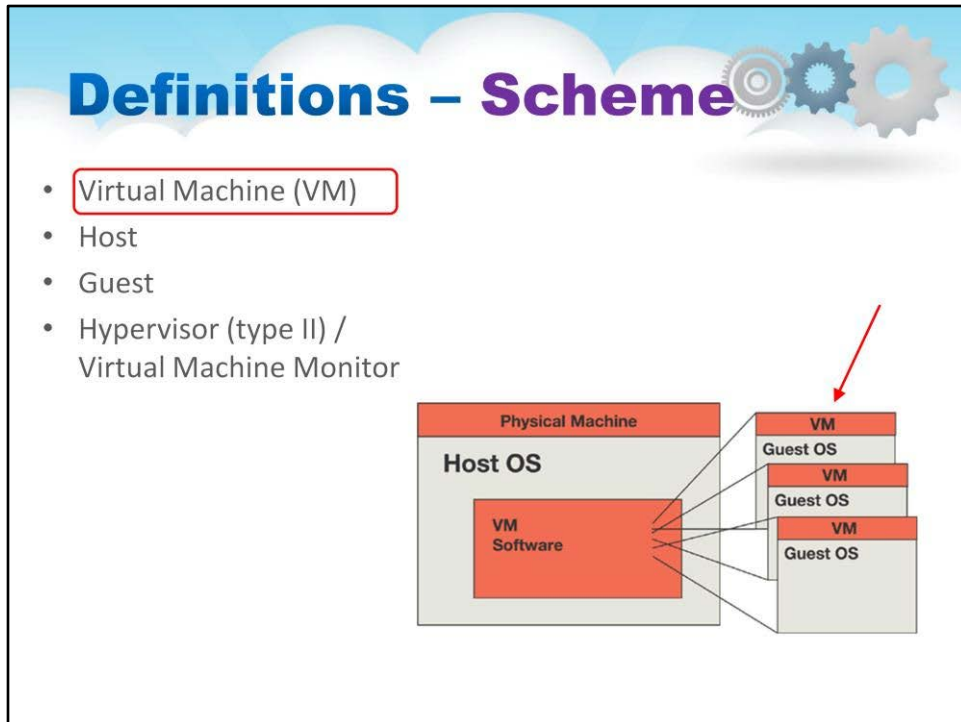 Definitions – Scheme
• Virtual Machine (VM)
• Host
• Guest
• Hypervisor (type II) /
Virtual Machine Monitor
Physical Machine
Host OS
VM
Software
VM
Guest OS
VM
Guest OS
VM
Guest OS